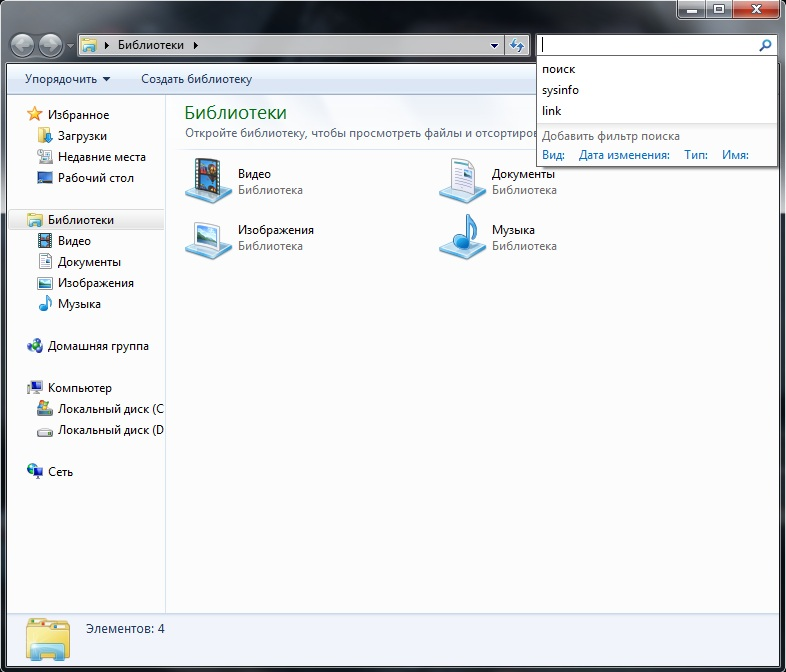 Библиотеки
поиск
sysinfo
link
Добавить фильтр поиска
Вид: Дата изменения: Тип: Имя:
Упорядочить Создать библиотеку
Избранное
Загрузки
Недавние места
Рабочий стол
Библиотеки
Видео
Документы
Изображения
Музыка
Домашняя группа
Компьютер
Локальный диск (C
Локальный диск (D
Сеть
Библиотеки
Откройте библиотеку, чтобы просмотреть файлы и отсортиров
Видео
Библиотека
Документы
Библиотека
Изображения
Библиотека
Музыка
Библиотека
Элементов: 4